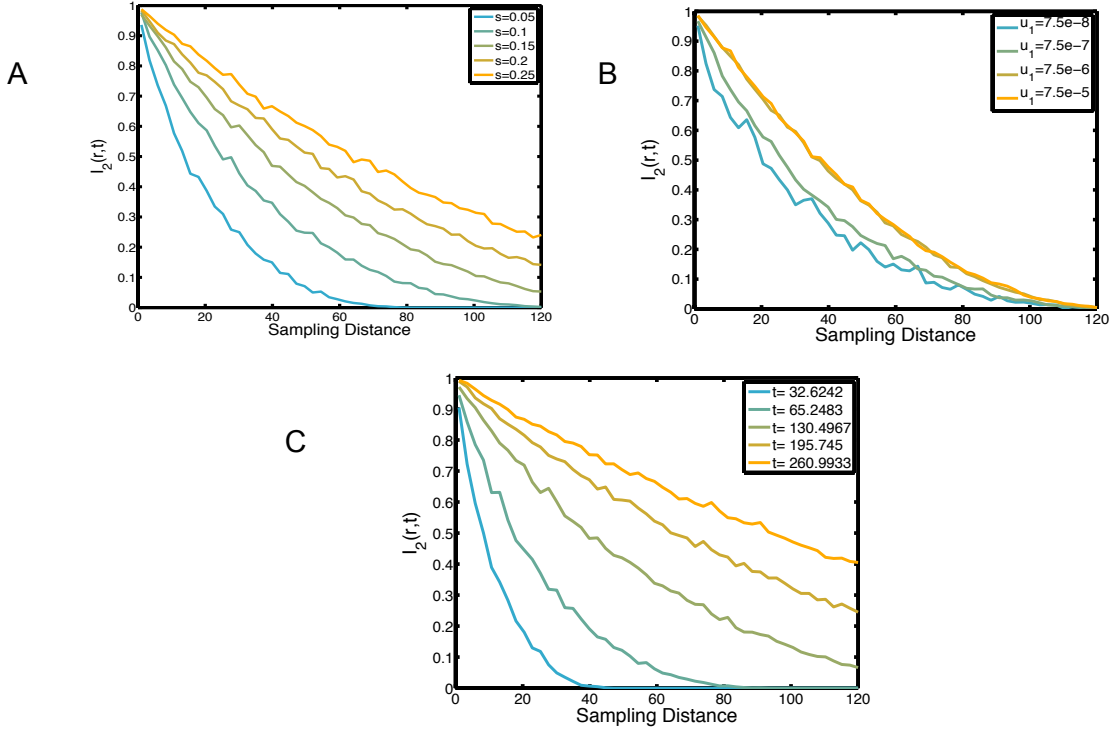 A
I₂(r,t)
1
0.9
0.8
0.7
0.6
0.5
0.4
0.3
0.2
0.1
0
0 20 40 60 80 100 120
Sampling Distance
s=0.05
s=0.1
s=0.15
s=0.2
s=0.25
B
I₂(r,t)
1
0.9
0.8
0.7
0.6
0.5
0.4
0.3
0.2
0.1
0
0 20 40 60 80 100 120
Sampling Distance
u₁=7.5e−8
u₁=7.5e−7
u₁=7.5e−6
u₁=7.5e−5
C
I₂(r,t)
1
0.9
0.8
0.7
0.6
0.5
0.4
0.3
0.2
0.1
0
0 20 40 60 80 100 120
Sampling Distance
t= 32.6242
t= 65.2483
t= 130.4967
t= 195.745
t= 260.9933